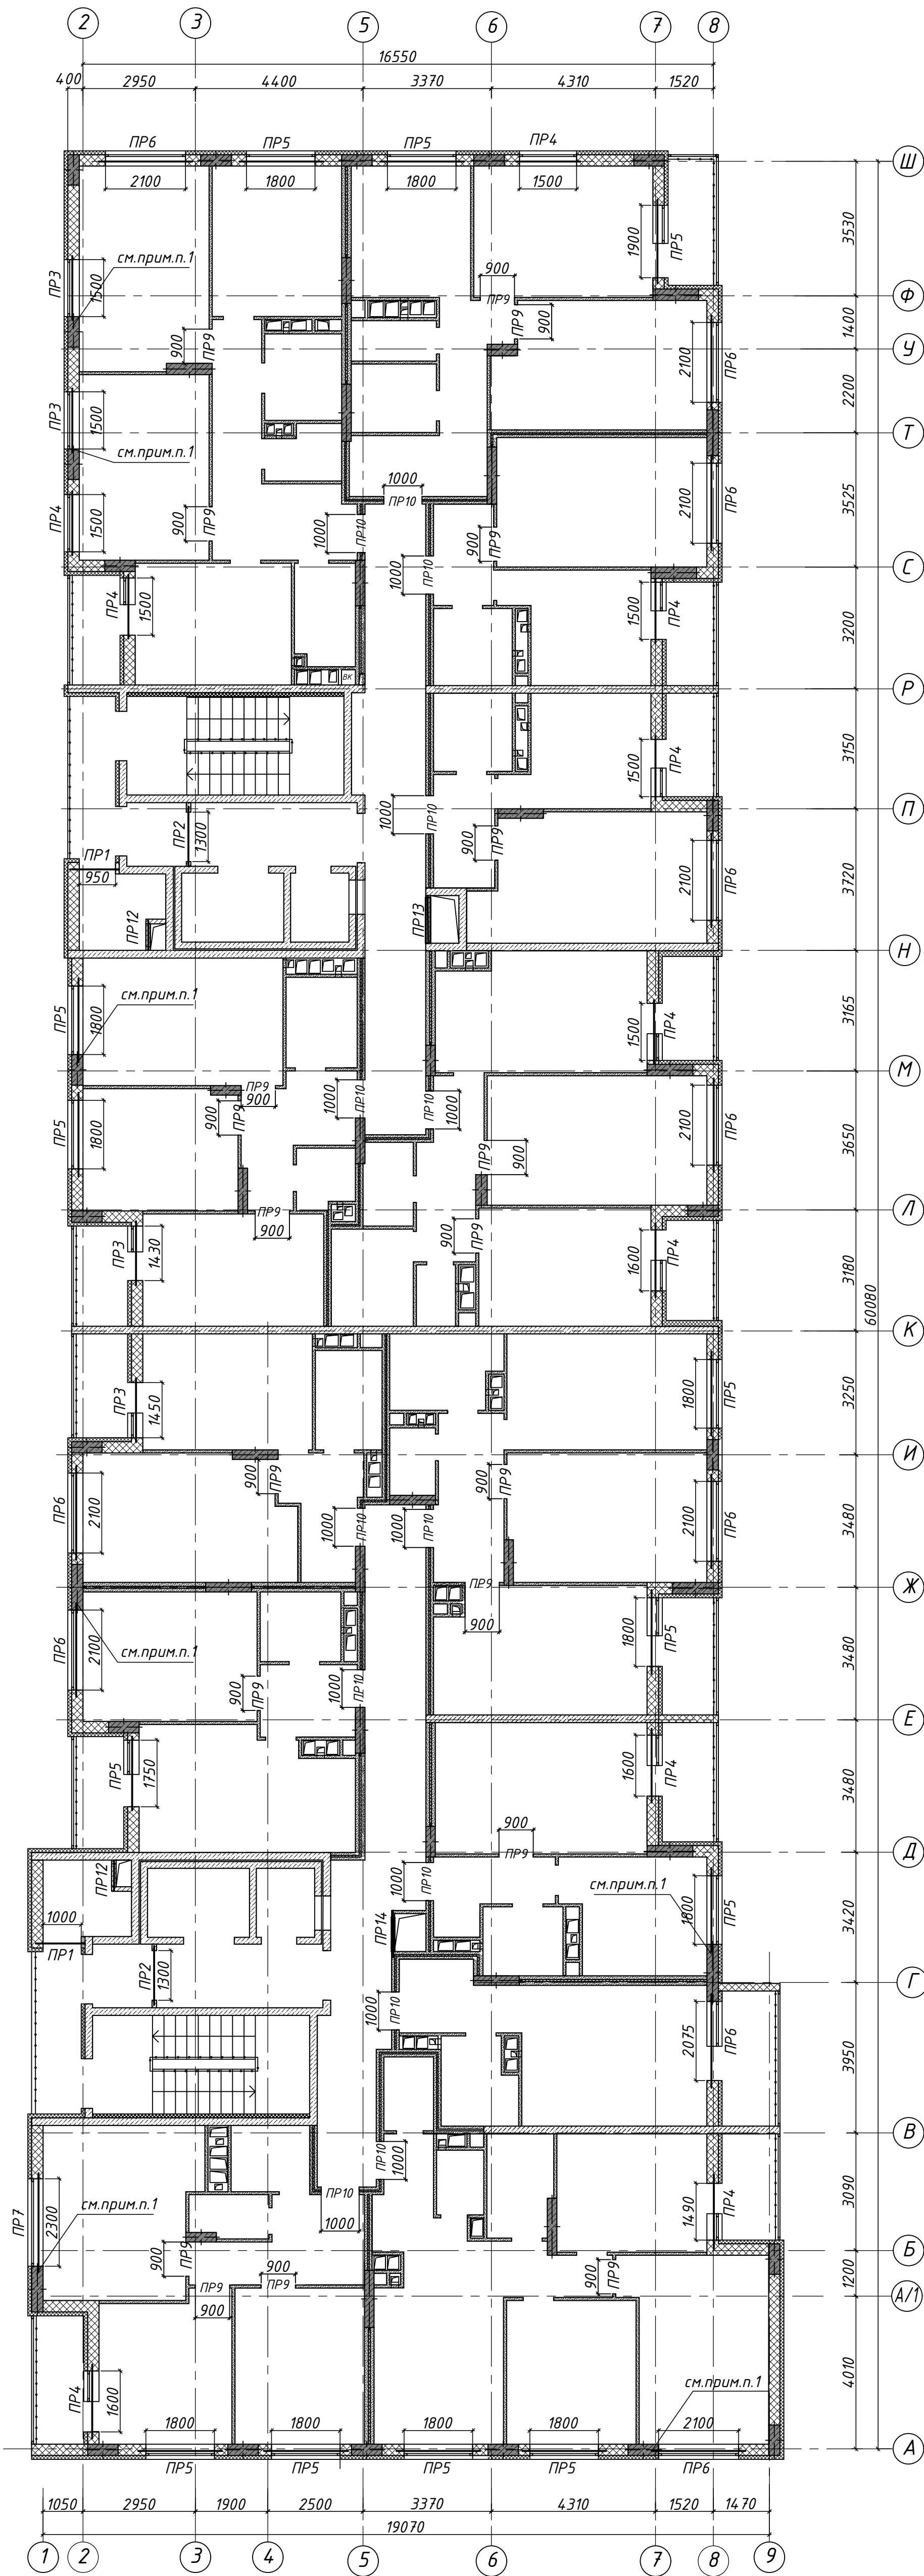 2 3 5 6 7 8
16550
400 2950 4400 3370 4310 1520
ПР6 ПР5 ПР5 ПР4
Ш
2100 1800 1800 1500
1900 ПР5
3530
см.прим.п.1
ПР3 1500
900
ПР9
Ф
900 ПР9
ПР9 900
1400
У
2100 ПР6
2200
ПР3 1500
Т
см.прим.п.1
1000
ПР10
2100 ПР6
3525
ПР4 1500
900 ПР9
1000 ПР10
900 ПР9
1000 ПР10
С
ПР4 1500
1500 ПР4
3200
ВК
Р
3150
1500 ПР4
П
ПР2 1300
1000 ПР10
900 ПР9
ПР1
950
2100 ПР6
3720
ПР12
ПР13
Н
см.прим.п.1
ПР5 1800
1500 ПР4
3165
М
ПР9
900
900 ПР9
1000 ПР10
ПР10 1000
ПР5 1800
2100 ПР6
3650
ПР9 900
Л
ПР9
900
900 ПР9
ПР3 1430
1600 ПР4
3180
60080
К
3250
1800 ПР5
ПР3 1450
И
900 ПР9
900 ПР9
ПР6 2100
1000 ПР10
1000 ПР10
2100 ПР6
3480
Ж
ПР9
900
1800 ПР5
3480
ПР6 2100
см.прим.п.1
900 ПР9
1000 ПР10
Е
ПР5 1750
1600 ПР4
3480
900
ПР9
Д
ПР12
1000 ПР10
см.прим.п.1
1800 ПР5
3420
1000
ПР1
ПР2 1300
ПР14
Г
1000 ПР10
2075 ПР6
3950
В
ПР10 1000
3090
ПР7 2300
см.прим.п.1
ПР10
1000
1490 ПР4
Б
900 ПР9
900
ПР9
ПР9
900
900 ПР9
1200
А/1
ПР4 1600
4010
см.прим.п.1
1800 1800 1800 1800 2100
А
ПР5 ПР5 ПР5 ПР5 ПР6
1050 2950 1900 2500 3370 4310 1520 1470
19070
1 2 3 4 5 6 7 8 9